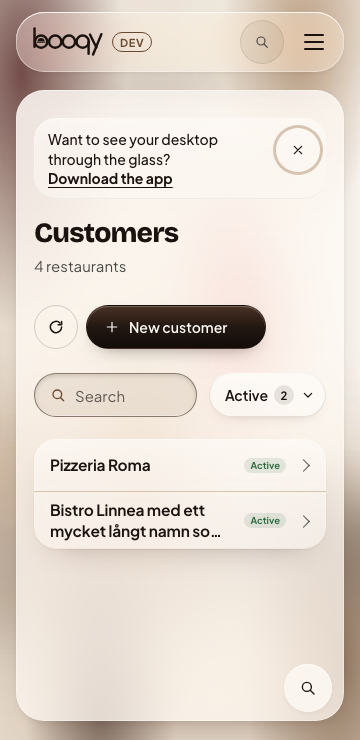 booqy DEV
Want to see your desktop
through the glass?
Download the app
Customers
4 restaurants
New customer
Search
Active 2
Pizzeria Roma Active
Bistro Linnea med ett
mycket långt namn so... Active